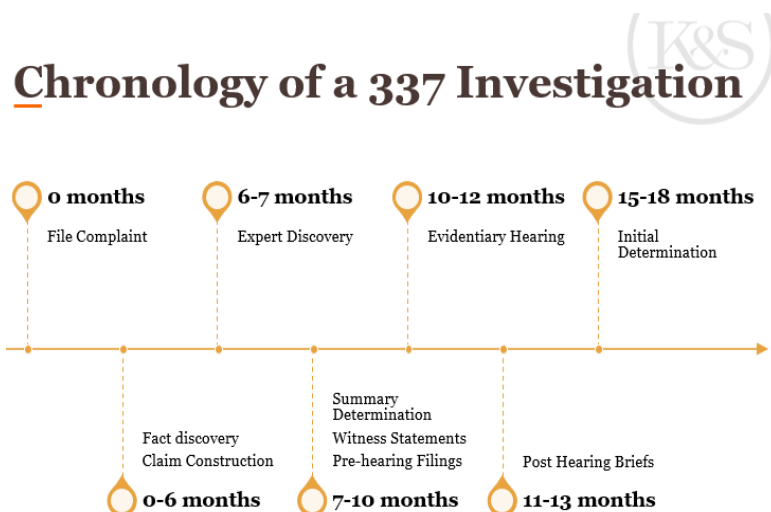 K&S
Chronology of a 337 Investigation
0 months
File Complaint
6-7 months
Expert Discovery
10-12 months
Evidentiary Hearing
15-18 months
Initial
Determination
Fact discovery
Claim Construction
0-6 months
Summary
Determination
Witness Statements
Pre-hearing Filings
7-10 months
Post Hearing Briefs
11-13 months